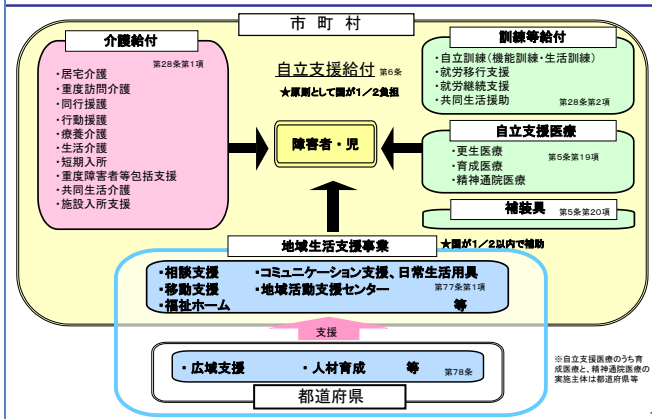 市 町 村
介護給付
第28条第1項
・居宅介護
・重度訪問介護
・同行援護
・行動援護
・療養介護
・生活介護
・短期入所
・重度障害者等包括支援
・共同生活介護
・施設入所支援
自立支援給付 第6条
★原則として国が1/2負担
障害者・児
訓練等給付
・自立訓練(機能訓練・生活訓練)
・就労移行支援
・就労継続支援
・共同生活援助 第28条第2項
自立支援医療
・更生医療
・育成医療 第5条第19項
・精神通院医療
補装具
第5条第20項
地域生活支援事業
★国が1/2以内で補助
・相談支援 ・コミュニケーション支援、日常生活用具
・移動支援 ・地域活動支援センター 第77条第1項
・福祉ホーム 等
支援
・広域支援 ・人材育成 等 第78条
都道府県
※自立支援医療のうち育
成医療と、精神通院医療の
実施主体は都道府県等